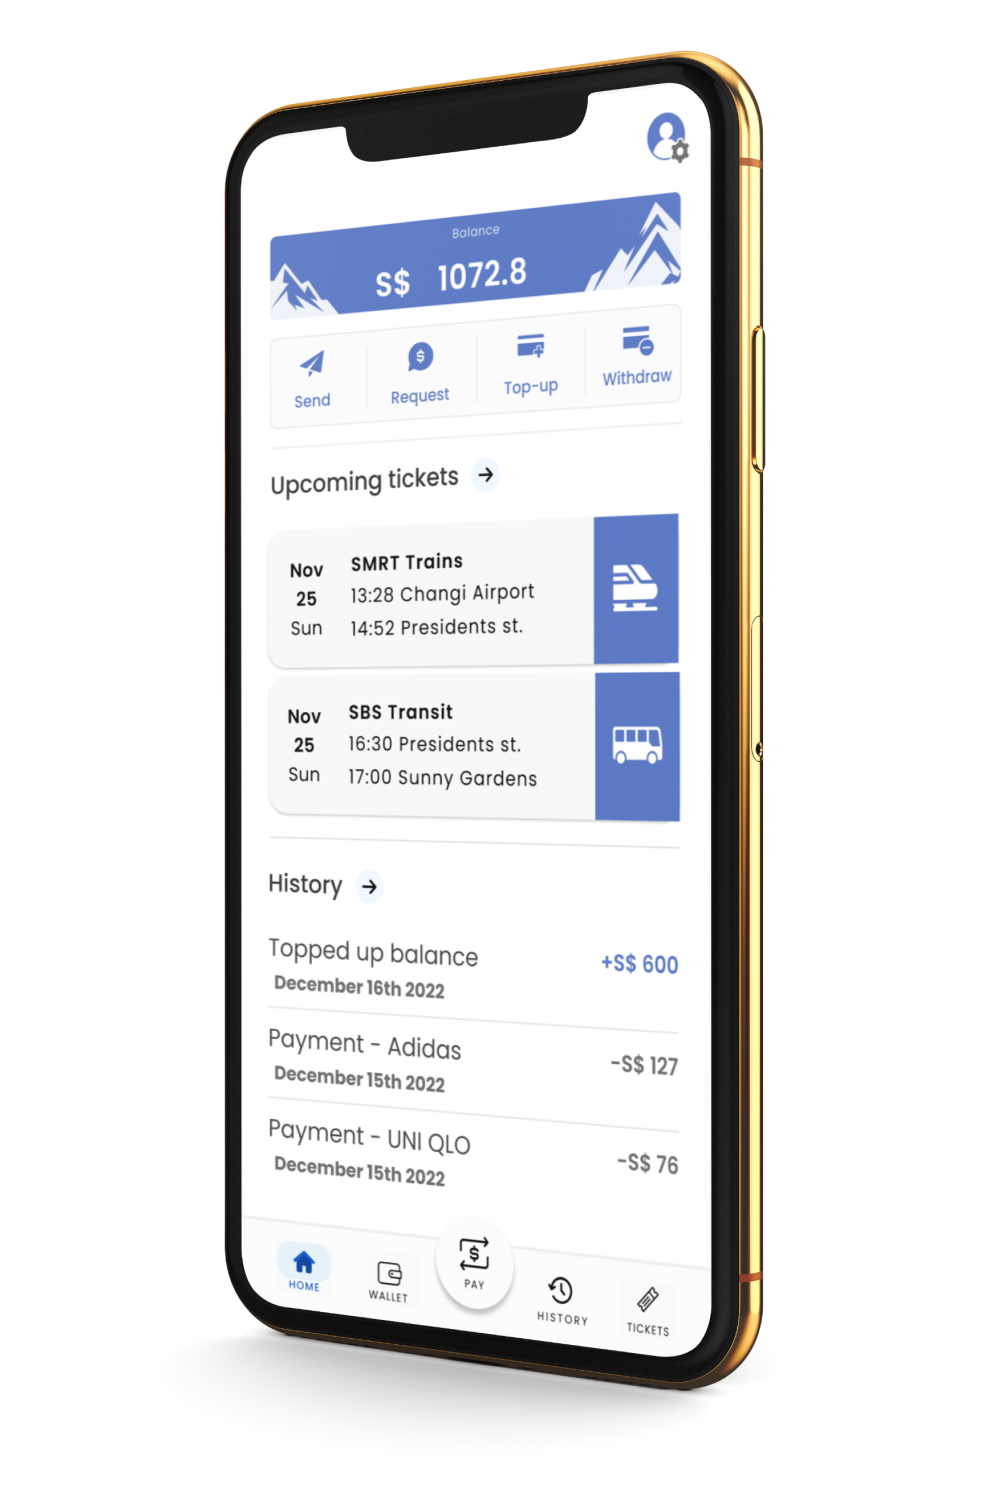 Balance
S$ 1072.8
Send
Request
Top-up
Withdraw
Upcoming tickets
Nov
25
Sun
SMRT Trains
13:28 Changi Airport
14:52 Presidents st.
Nov
25
Sun
SBS Transit
16:30 Presidents st.
17:00 Sunny Gardens
History
Topped up balance
December 16th 2022
+S$ 600
Payment - Adidas
December 15th 2022
-S$ 127
Payment - UNI QLO
December 15th 2022
-S$ 76
HOME
WALLET
PAY
HISTORY
TICKETS